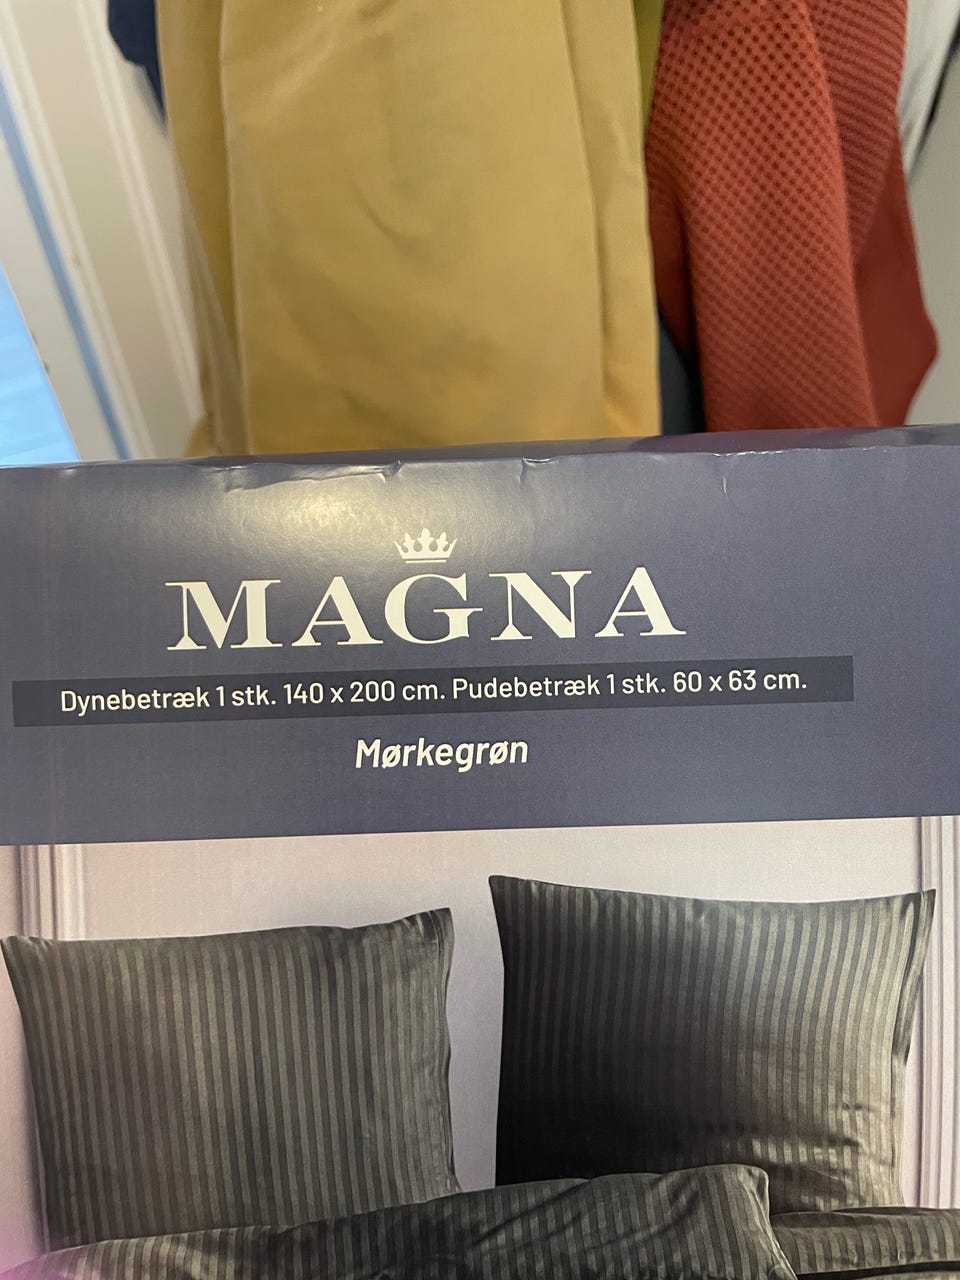 MAGNA
Dynebetræk 1 stk. 140 x 200 cm. Pudebetræk 1 stk. 60 x 63 cm.
Mørkegrøn